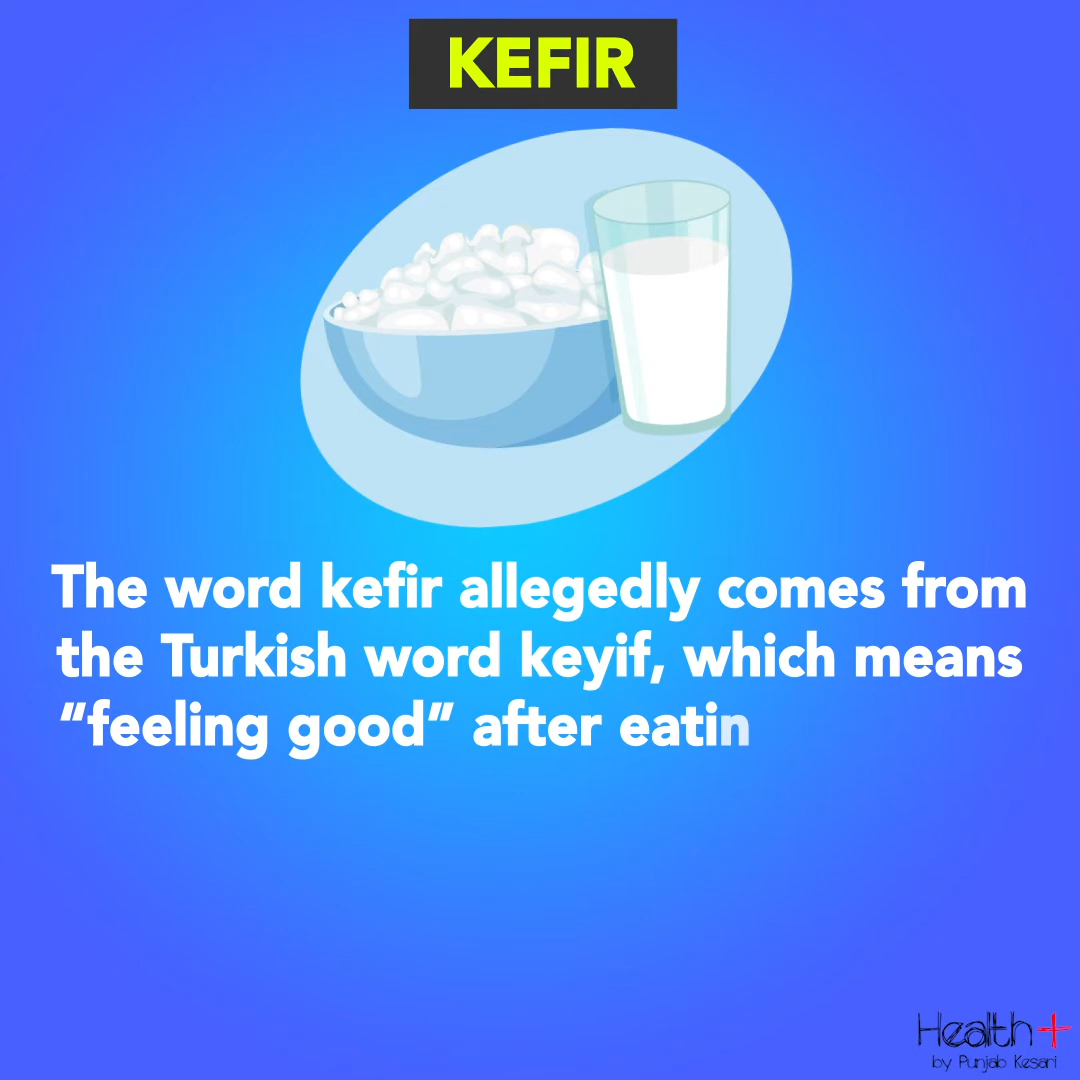 KEFIR
The word kefir allegedly comes from
the Turkish word keyif, which means
“feeling good” after eatin
Health+
by Punjab Kesari